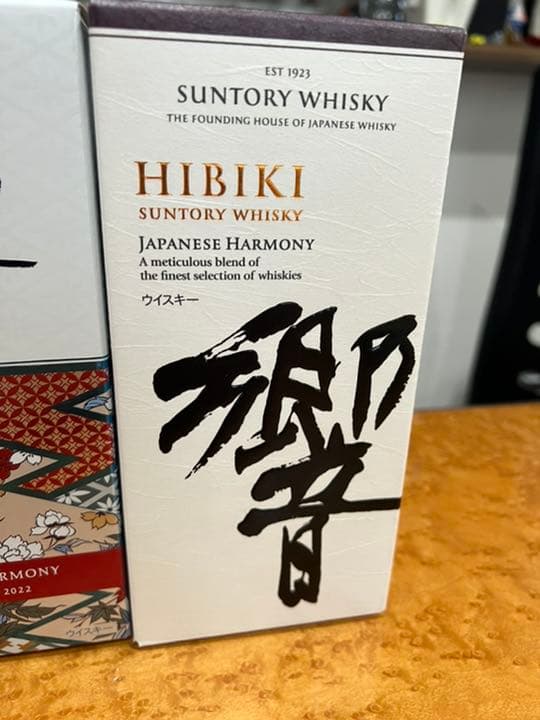 EST 1923
SUNTORY WHISKY
THE FOUNDING HOUSE OF JAPANESE WHISKY
HIBIKI
SUNTORY WHISKY
JAPANESE HARMONY
A meticulous blend of
the finest selection of whiskies
ウイスキー
響
RMONY
2022
ウイスキー